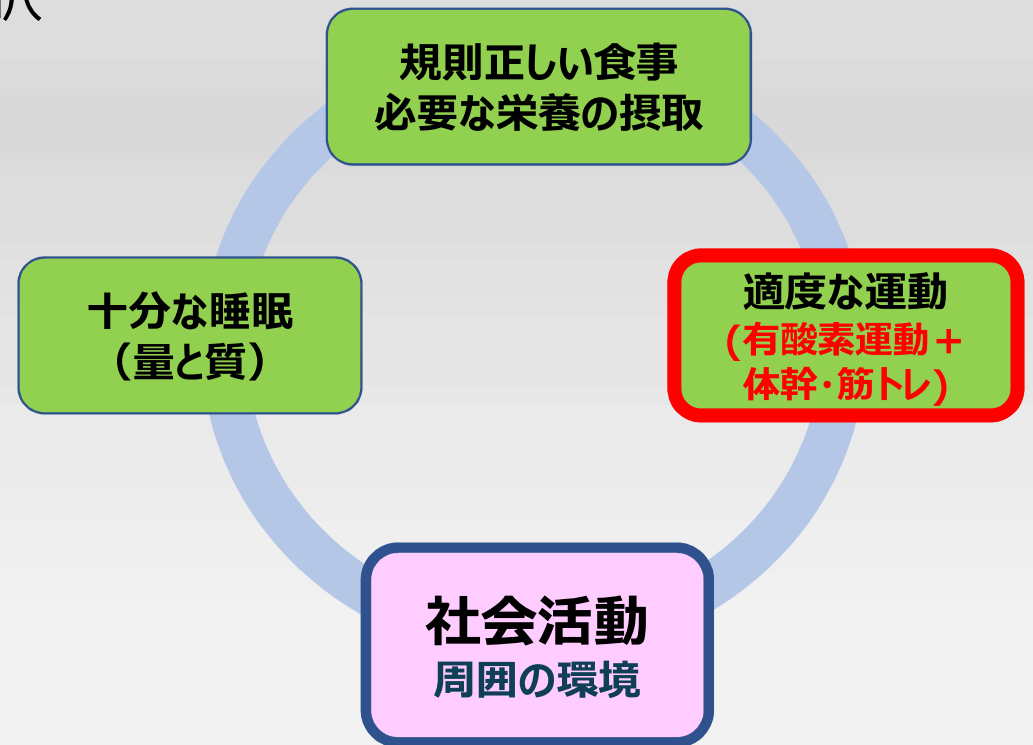 規則正しい食事
必要な栄養の摂取
十分な睡眠
（量と質）
適度な運動
(有酸素運動＋
体幹・筋トレ)
社会活動
周囲の環境